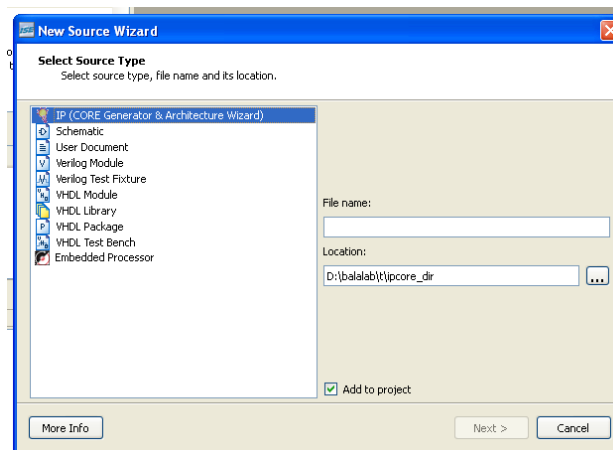 ISE New Source Wizard
Select Source Type
Select source type, file name and its location.
IP (CORE Generator & Architecture Wizard)
Schematic
User Document
Verilog Module
Verilog Test Fixture
VHDL Module
VHDL Library
VHDL Package
VHDL Test Bench
Embedded Processor
File name:
Location:
D:\balalab\t\ipcore_dir
...
Add to project
More Info
Next >
Cancel